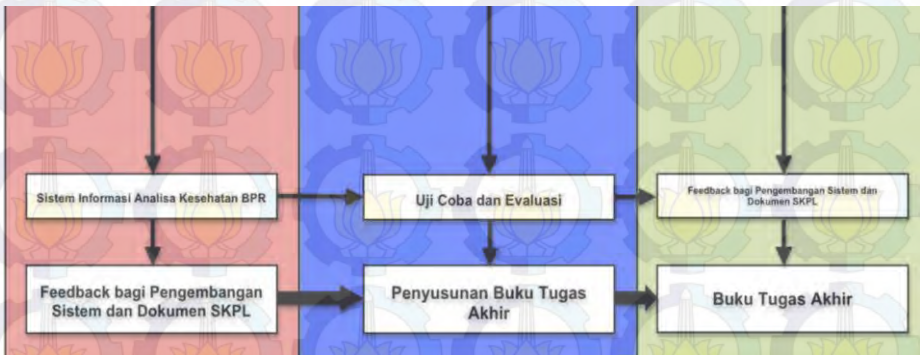 Sistem Informasi Analisa Kesehatan BPR
Uji Coba dan Evaluasi
Feedback bagi Pengembangan Sistem dan
Dokumen SKPL
Feedback bagi Pengembangan
Sistem dan Dokumen SKPL
Penyusunan Buku Tugas
Akhir
Buku Tugas Akhir